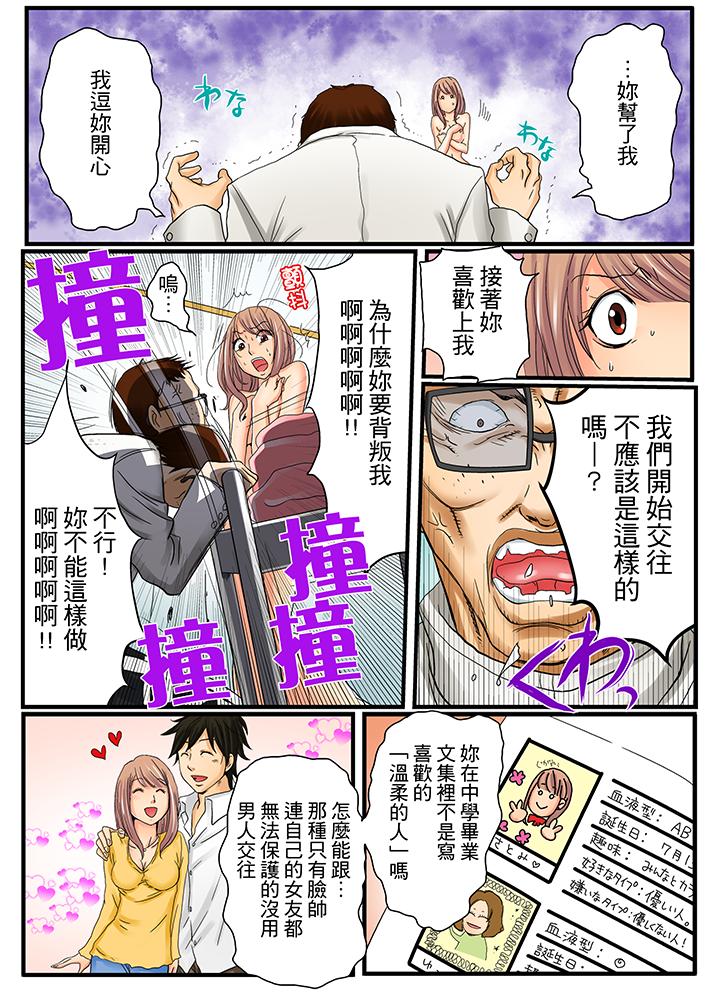 …妳幫了我
わなな
我逗妳開心
わなな
接著妳
喜歡上我
我們開始交往
不應該是這樣的
嗎—?
くわっ
顫抖
為什麼妳要背叛我
啊啊啊啊啊!!
嗚…
撞
撞
撞
撞
不行!
妳不能這樣做
啊啊啊啊啊!!
妳在中學畢業
文集裡不是寫
喜歡的
「溫柔的人」嗎
さとみ♡
血液型: AB
誕生日: 7月1
趣味: みんなとカラ
好きなタイプ: 優しい人。
嫌いなタイプ: 優しくない人!
血液型:
誕生日:
怎麼能跟…
那種只有臉帥
連自己的女友都
無法保護的沒用
男人交往